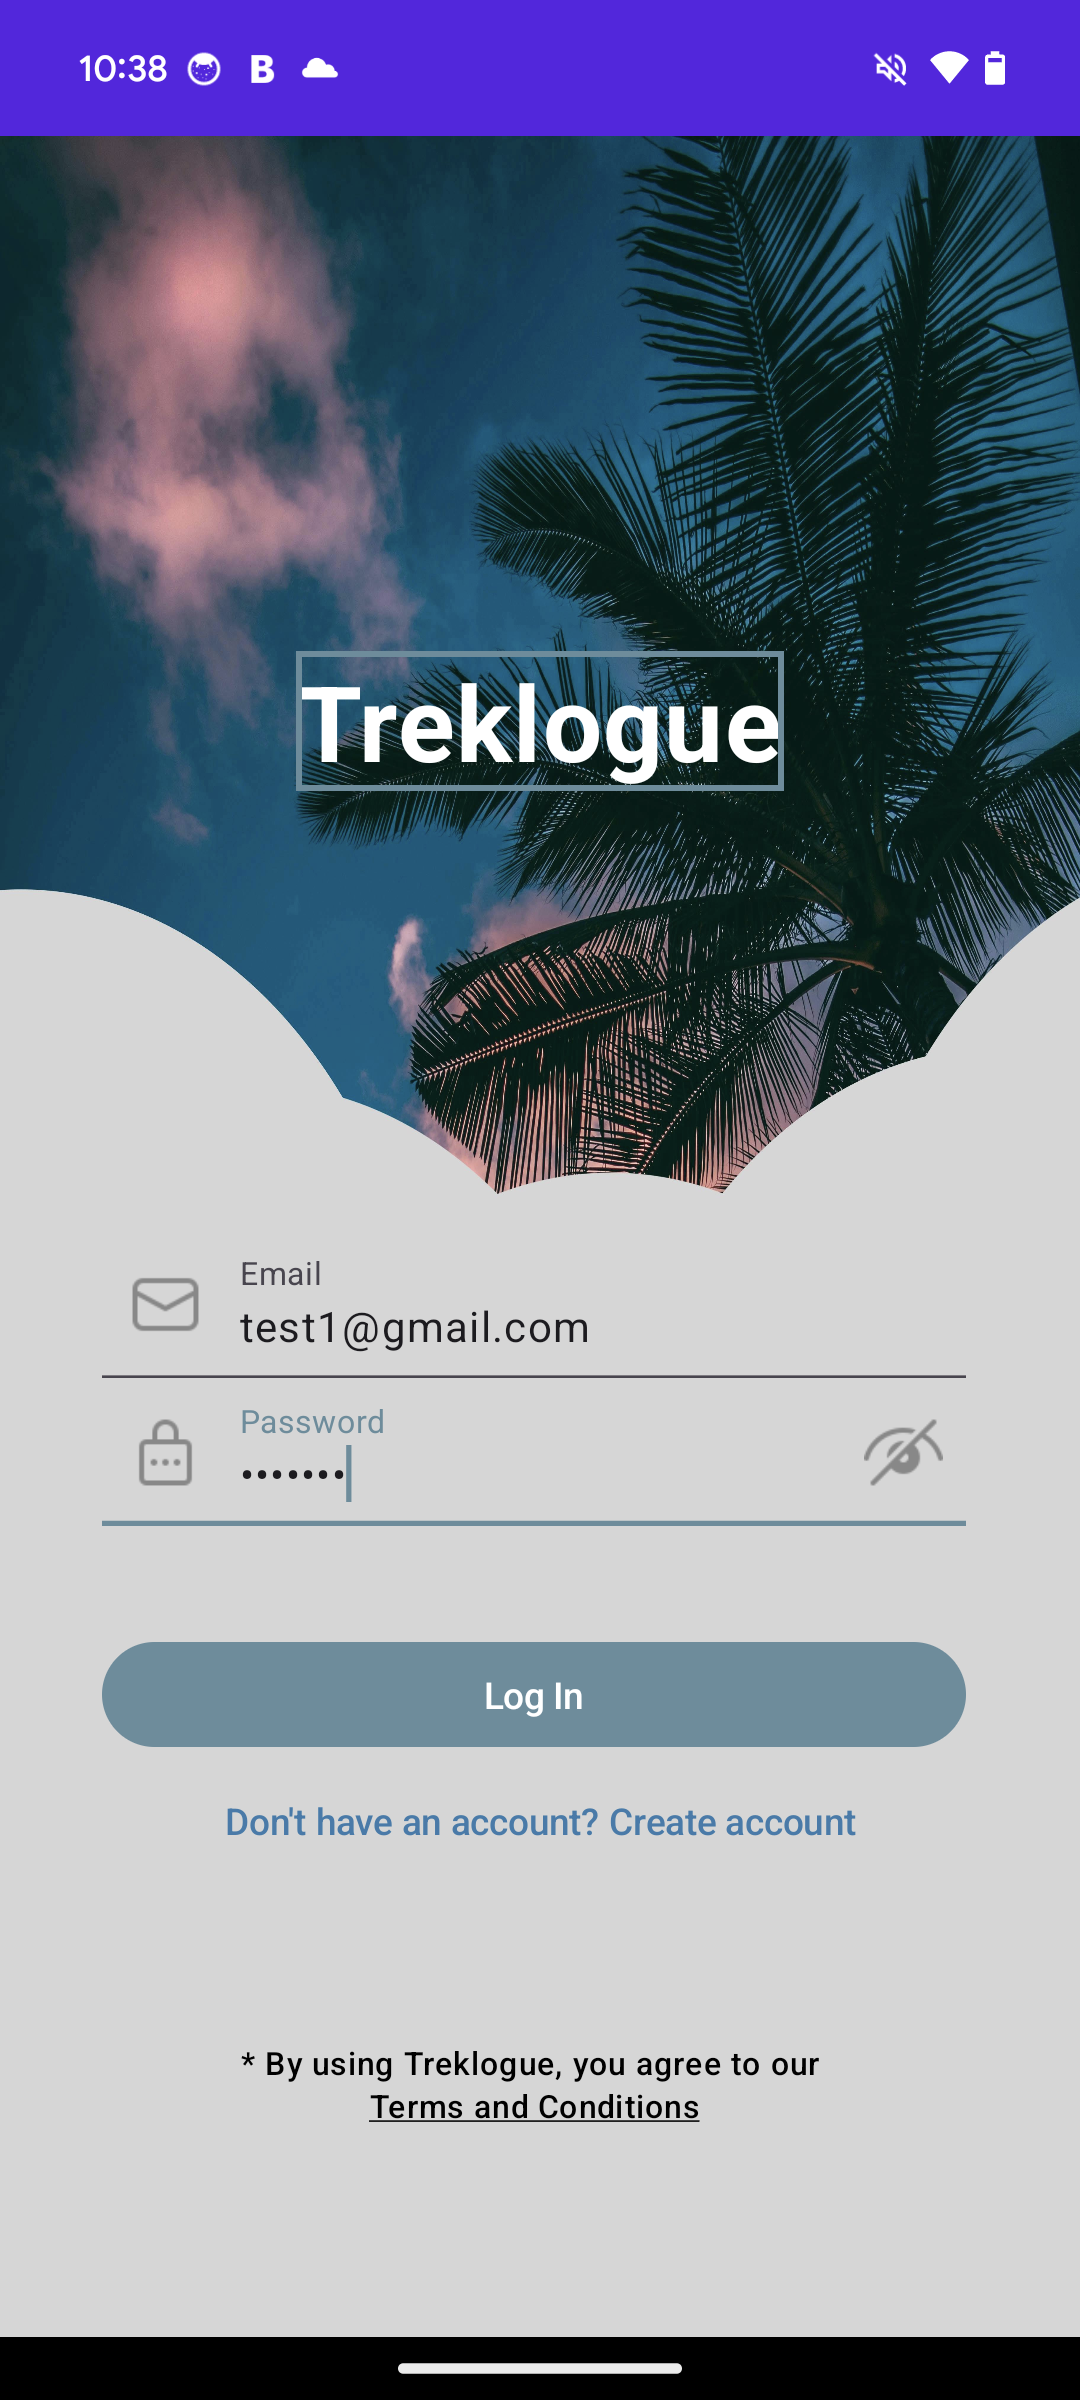 10:38 B
Treklogue
Email
test1@gmail.com
Password
•••••••
Log In
Don't have an account? Create account
* By using Treklogue, you agree to our
Terms and Conditions